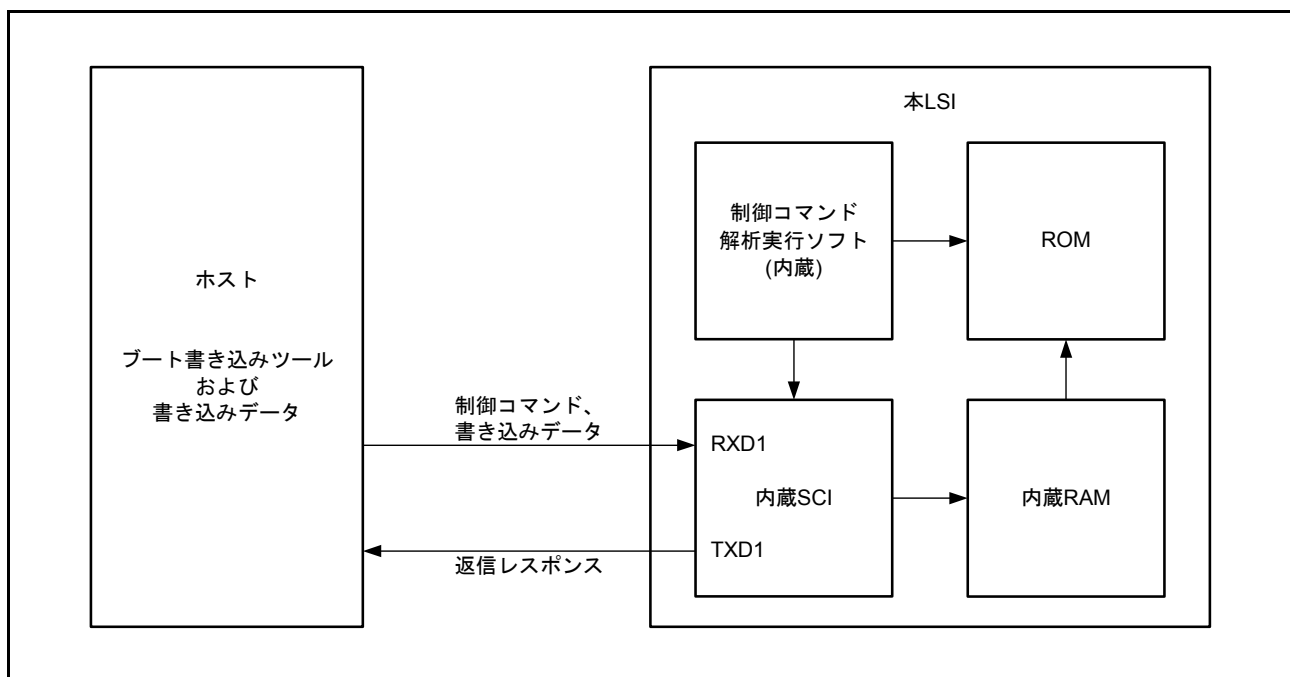 ホスト
ブート書き込みツール
および
書き込みデータ
制御コマンド、
書き込みデータ
返信レスポンス
本LSI
制御コマンド
解析実行ソフト
(内蔵)
ROM
RXD1
内蔵SCI
TXD1
内蔵RAM